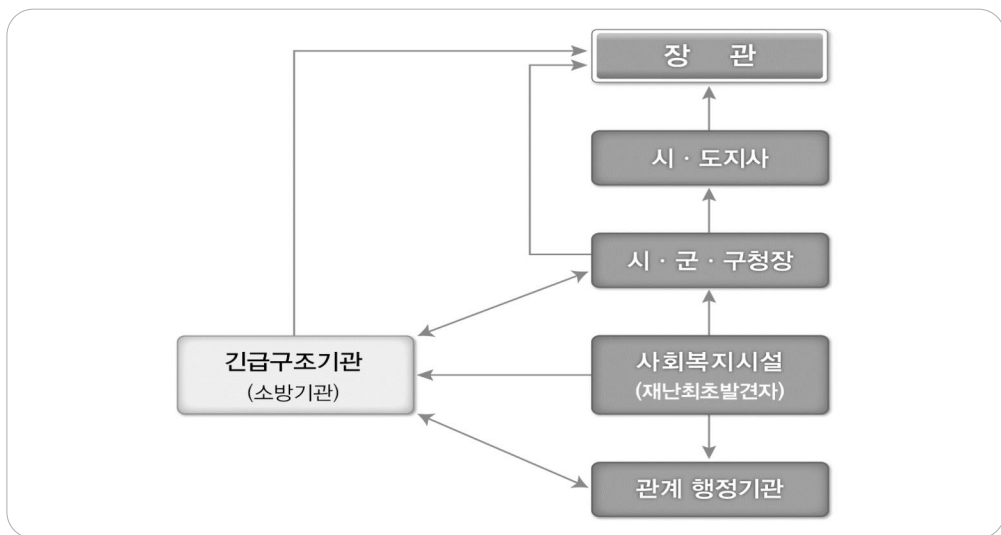 장 관
시 · 도지사
시 · 군 · 구청장
긴급구조기관
(소방기관)
사회복지시설
(재난최초발견자)
관계 행정기관